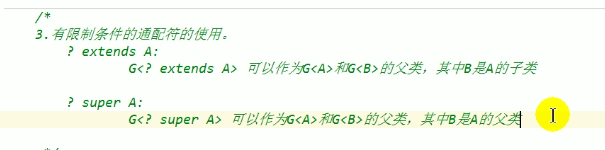 /*
3.有限制条件的通配符的使用。
? extends A:
G<? extends A> 可以作为G<A>和G<B>的父类，其中B是A的子类
? super A:
G<? super A> 可以作为G<A>和G<B>的父类，其中B是A的父类